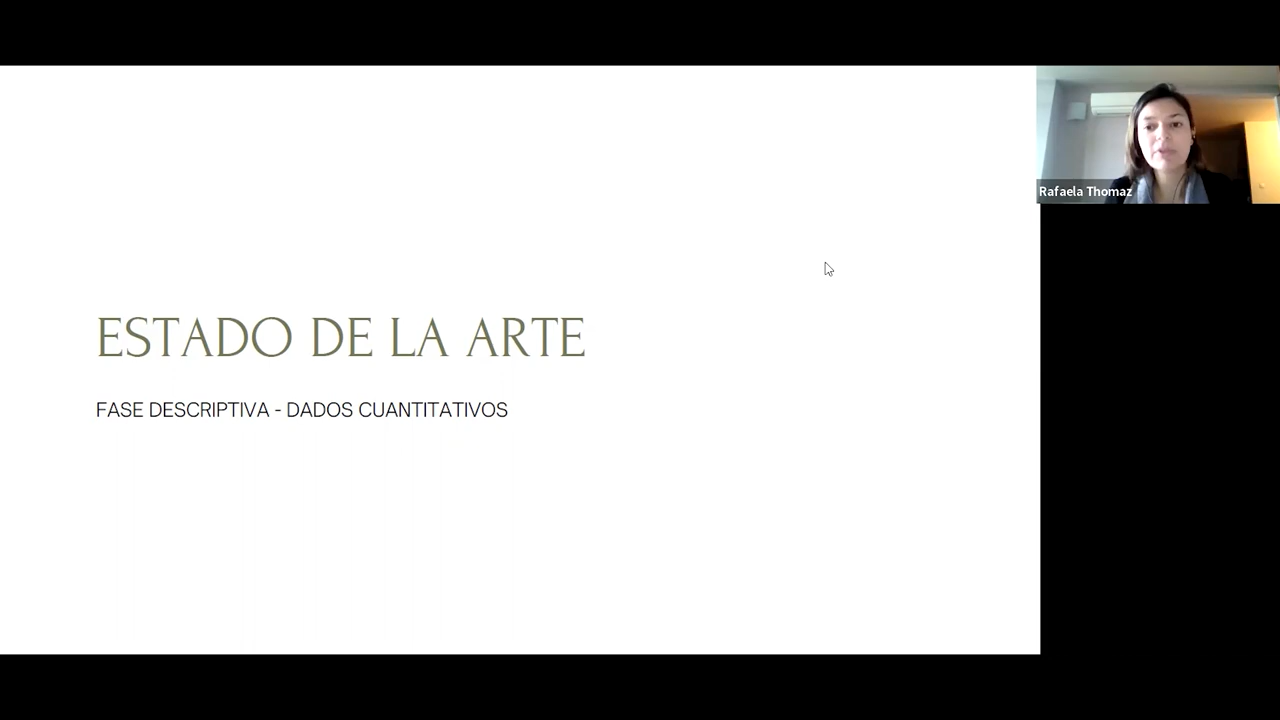 Rafaela Thomaz
ESTADO DE LA ARTE
FASE DESCRIPTIVA - DADOS CUANTITATIVOS